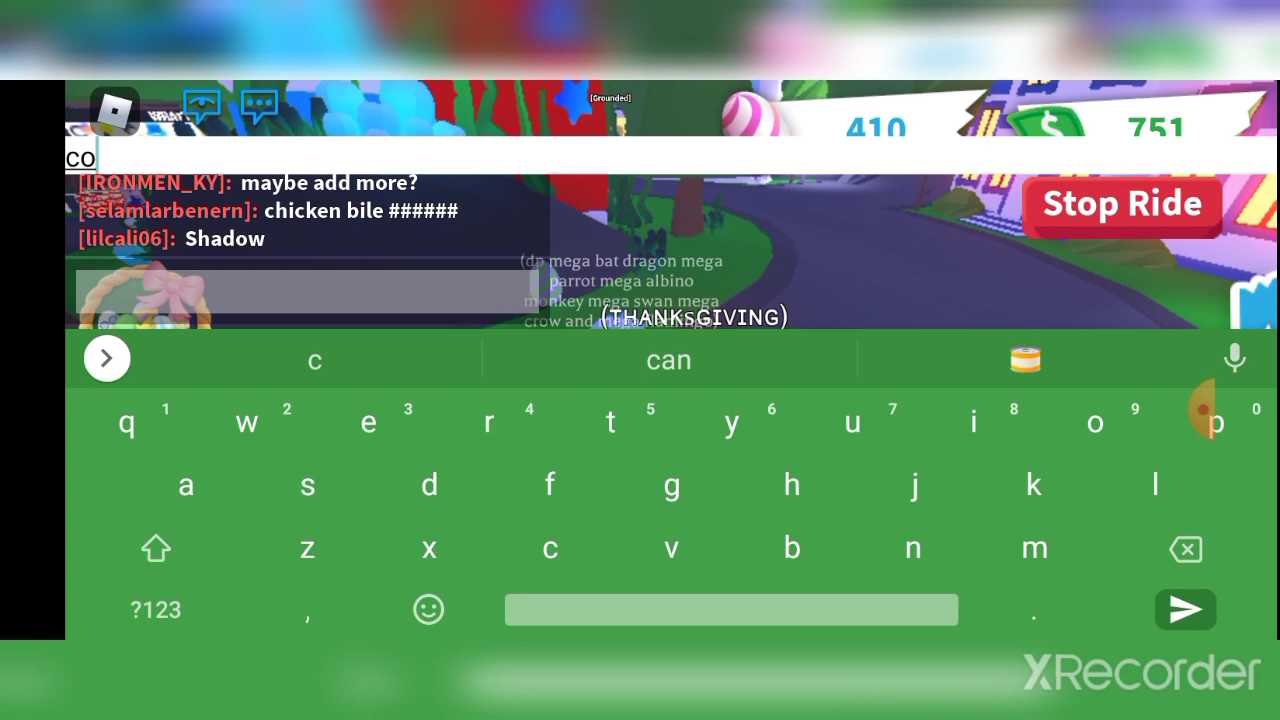 [Grounded]
410
751
co
[IRONMEN_KY]: maybe add more?
[selamlarbenern]: chicken bile ######
[lilcali06]: Shadow
Stop Ride
(dp mega bat dragon mega
parrot mega albino
monkey mega swan mega
crow and
(THANKsGIVING)
c
can
q 1 w 2 e 3 r 4 t 5 y 6 u 7 i 8 o 9 p 0
a s d f g h j k l
z x c v b n m
?123 , .
XRecorder